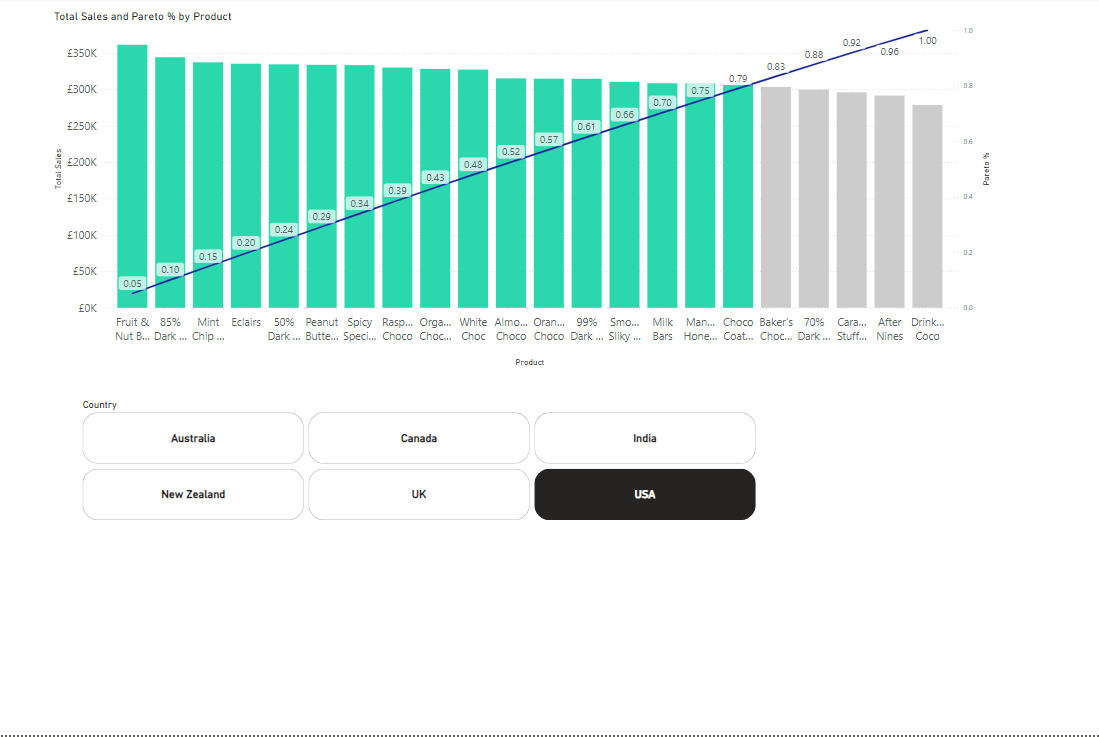 Total Sales and Pareto % by Product
£350K
£300K
£250K
£200K
£150K
£100K
£50K
£0K
Total Sales
0.05 0.10 0.15 0.20 0.24 0.29 0.34 0.39 0.43 0.48 0.52 0.57 0.61 0.66 0.70 0.75 0.79 0.83 0.88 0.92 0.96 1.00
1.0
0.8
0.6
0.4
0.2
0.0
Pareto %
Fruit & 85% Mint Eclairs 50% Peanut Spicy Rasp... Orga... White Almo... Oran... 99% Smo... Milk Man... Choco Baker's 70% Cara... After Drink...
Nut B... Dark ... Chip ... Dark ... Butte... Speci... Choco Choc... Choc Choco Choco Dark ... Sliky ... Bars Hone... Coat... Choc... Dark ... Stuff... Nines Coco
Product
Country
Australia Canada India
New Zealand UK USA